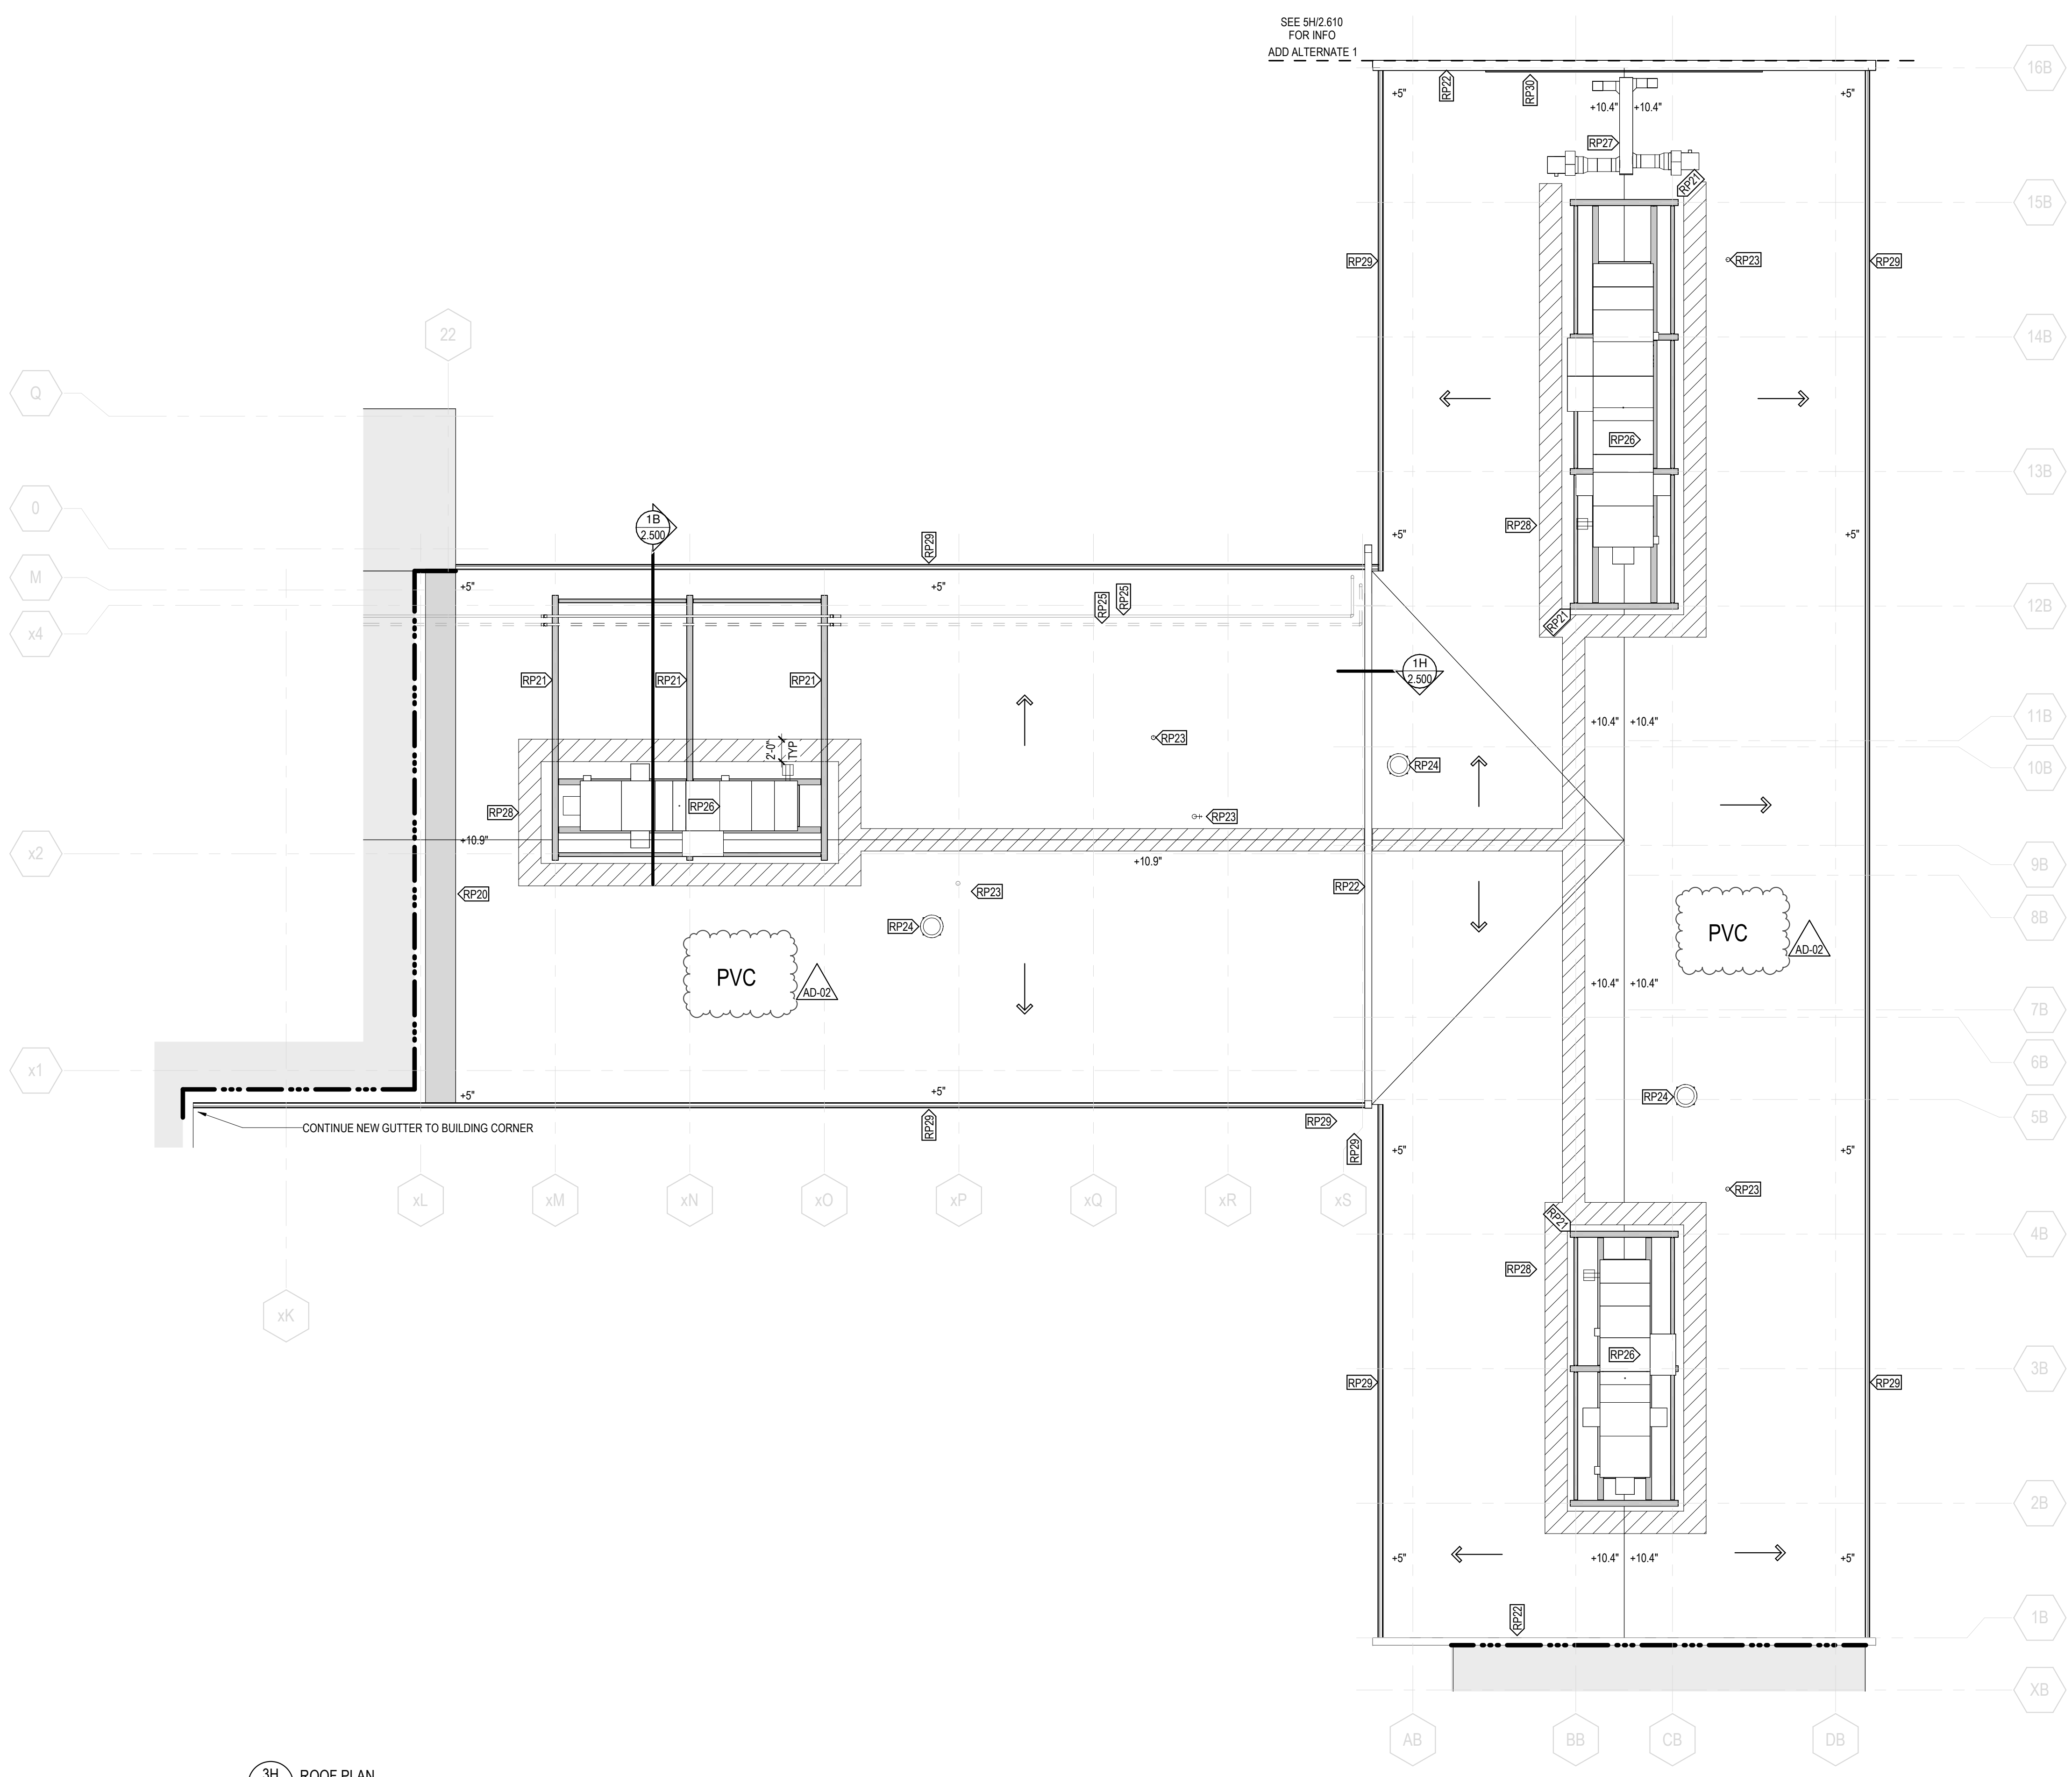 SEE 5H/2.610
FOR INFO
ADD ALTERNATE 1
16B
+5"
RP22
RP30
+10.4"
+10.4"
+5"
RP27
RP21
15B
RP29
RP23
RP29
22
14B
Q
RP26
13B
0
1B
2.500
RP28
+5"
+5"
RP29
M
+5"
+5"
RP25
RP25
12B
x4
RP21
1H
2.500
RP21
RP21
RP21
11B
+10.4"
+10.4"
2'-0"
TYP
RP23
RP24
10B
RP26
RP28
RP23
+10.9"
x2
+10.9"
9B
RP20
RP23
RP22
8B
RP24
PVC
AD-02
PVC
AD-02
+10.4"
+10.4"
7B
6B
x1
+5"
+5"
RP24
5B
CONTINUE NEW GUTTER TO BUILDING CORNER
RP29
RP29
RP29
+5"
+5"
RP23
xL
xM
xN
xO
xP
xQ
xR
xS
RP21
4B
RP28
xK
RP26
3B
RP29
RP29
2B
+5"
+10.4"
+10.4"
+5"
RP22
1B
XB
AB
BB
CB
DB
3H
ROOF PLAN